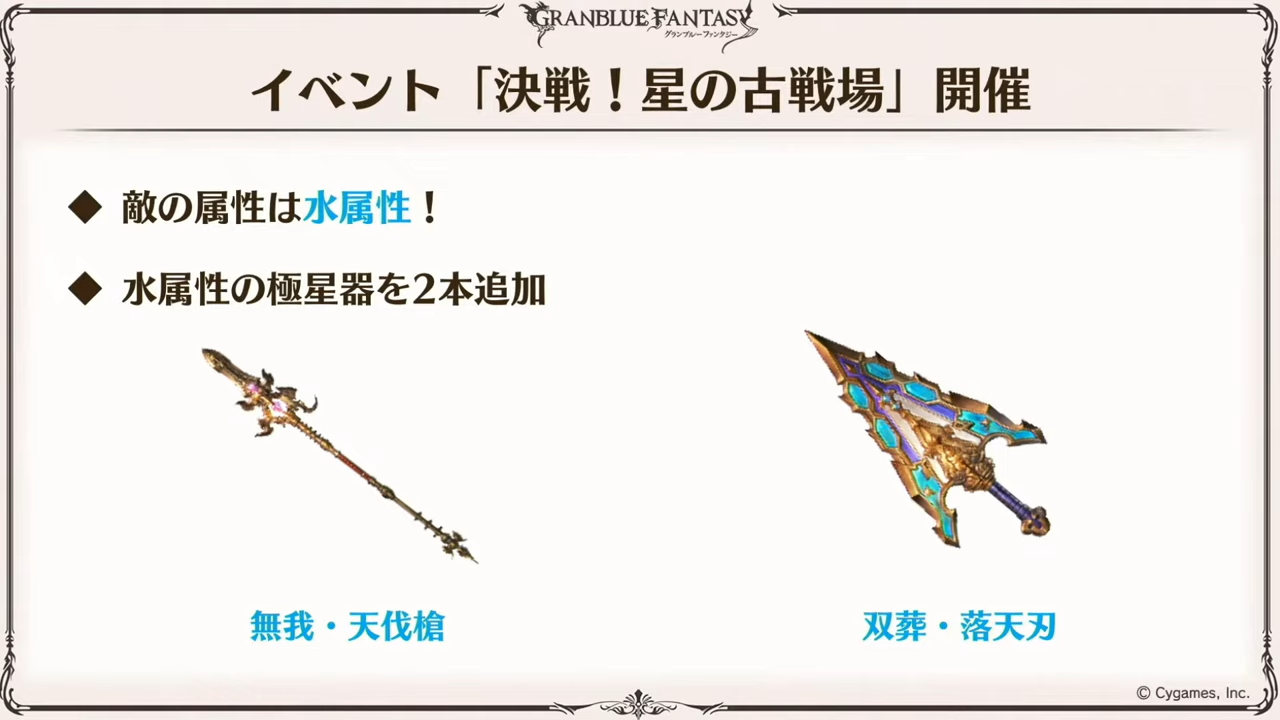 GRANBLUE FANTASY
グランブルーファンタジー
イベント「決戦！星の古戦場」開催
◆ 敵の属性は水属性！
◆ 水属性の極星器を2本追加
無我・天伐槍
双葬・落天刃
© Cygames, Inc.